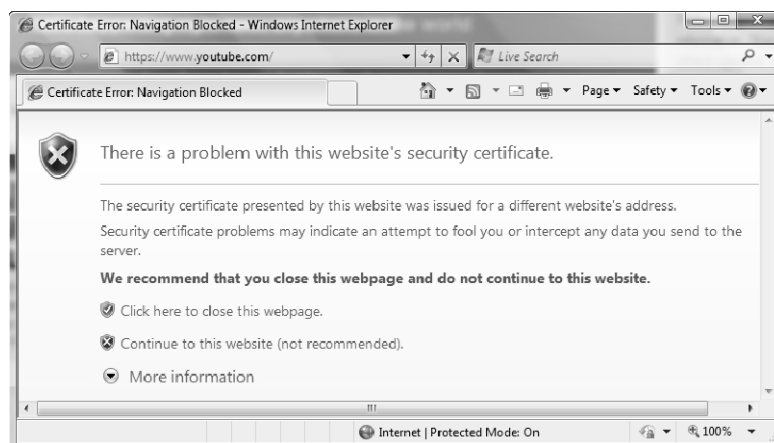 Certificate Error: Navigation Blocked - Windows Internet Explorer
https://www.youtube.com/
Live Search
Certificate Error: Navigation Blocked
Page Safety Tools
There is a problem with this website's security certificate.
The security certificate presented by this website was issued for a different website's address.
Security certificate problems may indicate an attempt to fool you or intercept any data you send to the
server.
We recommend that you close this webpage and do not continue to this website.
Click here to close this webpage.
Continue to this website (not recommended).
More information
Internet | Protected Mode: On
100%